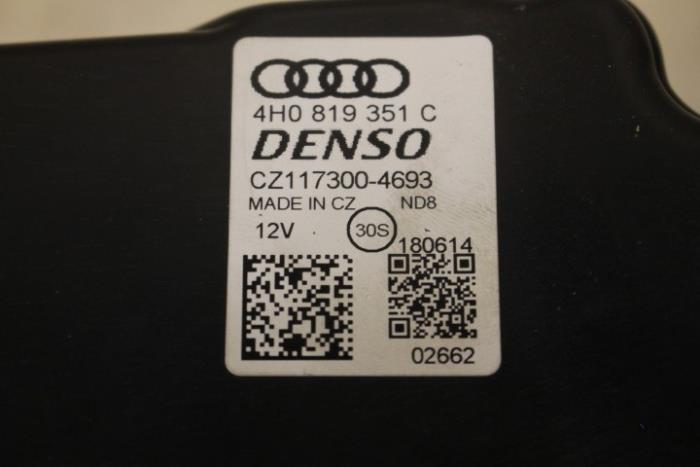 4H0 819 351 C
DENSO
CZ117300-4693
MADE IN CZ ND8
12V 30S
180614
02662